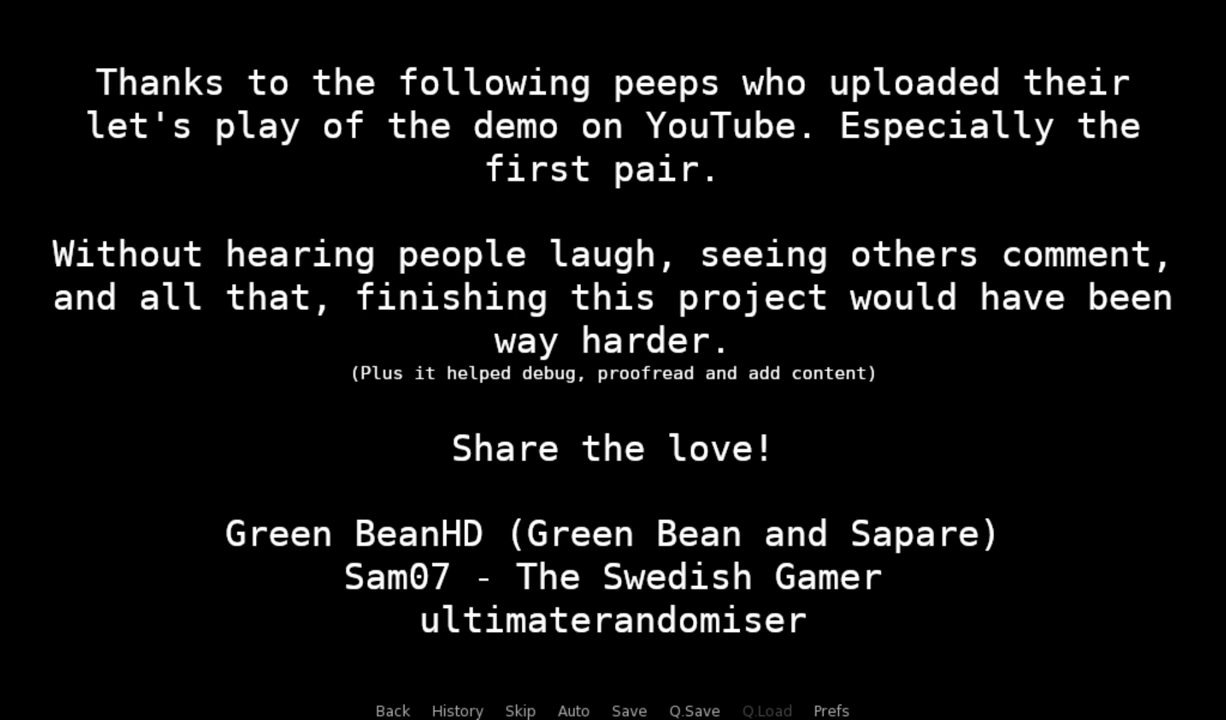 Thanks to the following peeps who uploaded their
let's play of the demo on YouTube. Especially the
first pair.
Without hearing people laugh, seeing others comment,
and all that, finishing this project would have been
way harder.
(Plus it helped debug, proofread and add content)
Share the love!
Green BeanHD (Green Bean and Sapare)
Sam07 - The Swedish Gamer
ultimaterandomiser
Back History Skip Auto Save Q.Save Q.Load Prefs